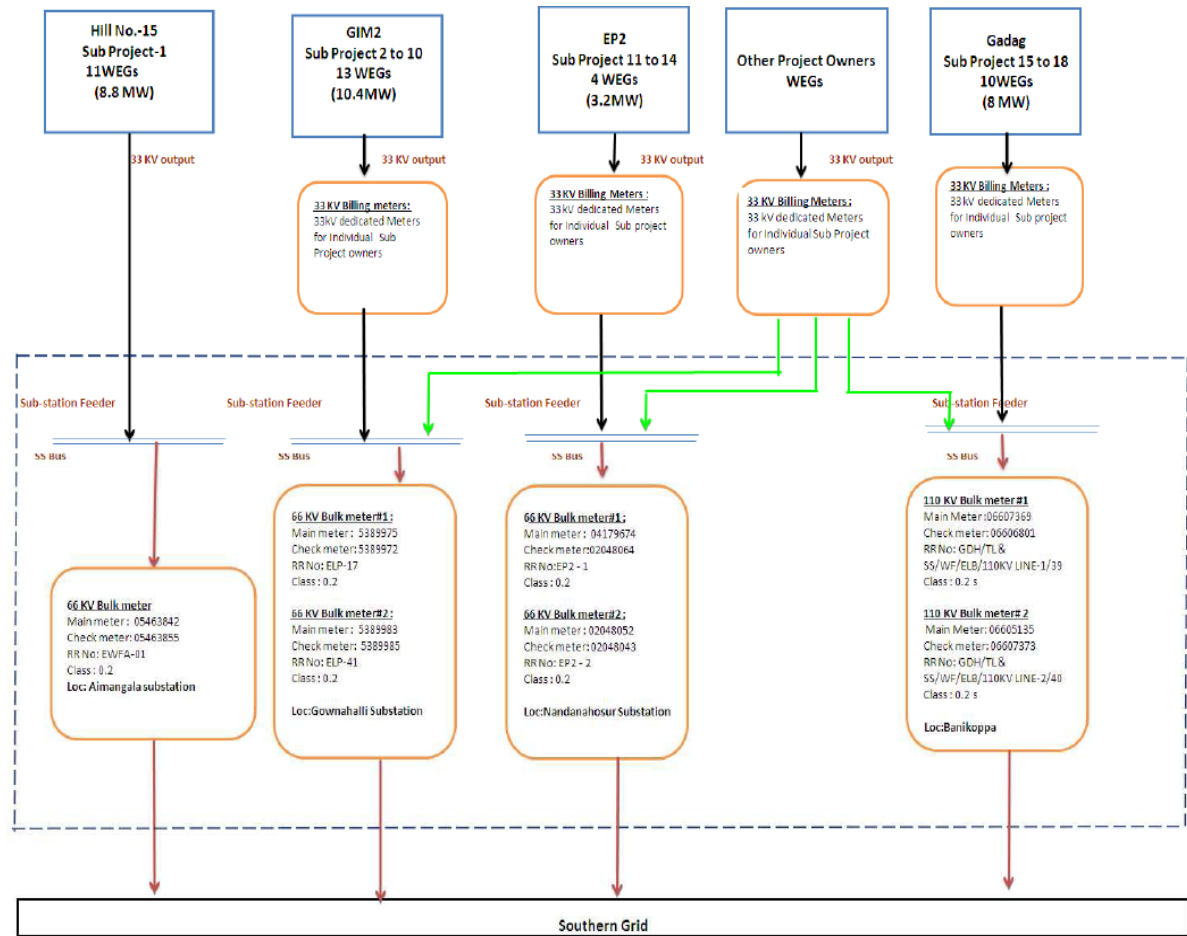 Hill No.-15
Sub Project-1
11WEGs
(8.8 MW)
GIM2
Sub Project 2 to 10
13 WEGs
(10.4MW)
EP2
Sub Project 11 to 14
4 WEGs
(3.2MW)
Other Project Owners
WEGs
Gadag
Sub Project 15 to 18
10WEGs
(8 MW)
33 KV output
33 KV output
33 KV output
33 KV output
33 KV Billing meters:
33kV dedicated Meters
for Individual Sub
Project owners
33 KV Billing Meters :
33 kV dedicated Meters
for Individual Sub project
owners
33 KV Billing Meters :
33 kV dedicated Meters
for Individual Sub Project
owners
33 KV Billing Meters :
33 kV dedicated Meters
for Individual Sub project
owners
Sub-station Feeder
Sub-station Feeder
Sub-station Feeder
Sub-station Feeder
SS Bus
SS Bus
SS Bus
SS Bus
66 KV Bulk meter
Main meter : 05463842
Check meter: 05463855
RR No: EWFA-01
Class : 0.2
Loc: Aimangala substation
66 KV Bulk meter#1 :
Main meter : 5389975
Check meter: 5389972
RR No: ELP-17
Class : 0.2
66 KV Bulk meter#2 :
Main meter : 5389983
Check meter: 5389985
RR No: ELP-41
Class : 0.2
Loc:Gownahalli Substation
66 KV Bulk meter#1 :
Main meter : 04179674
Check meter:02048064
RR No:EP2 - 1
Class : 0.2
66 KV Bulk meter#2 :
Main meter : 02048052
Check meter:02048043
RR No: EP2 - 2
Class : 0.2
Loc:Nandanahosur Substation
110 KV Bulk meter#1
Main Meter :06607369
Check meter :06606801
RR No: GDH/TL&
SS/WF/ELB/110KV LINE-1/39
Class : 0.2 s
110 KV Bulk meter# 2
Main Meter: 06605135
Check meter :06607373
RR No: GDH/TL&
SS/WF/ELB/110KV LINE-2/40
Class : 0.2 s
Loc:Banikoppa
Southern Grid